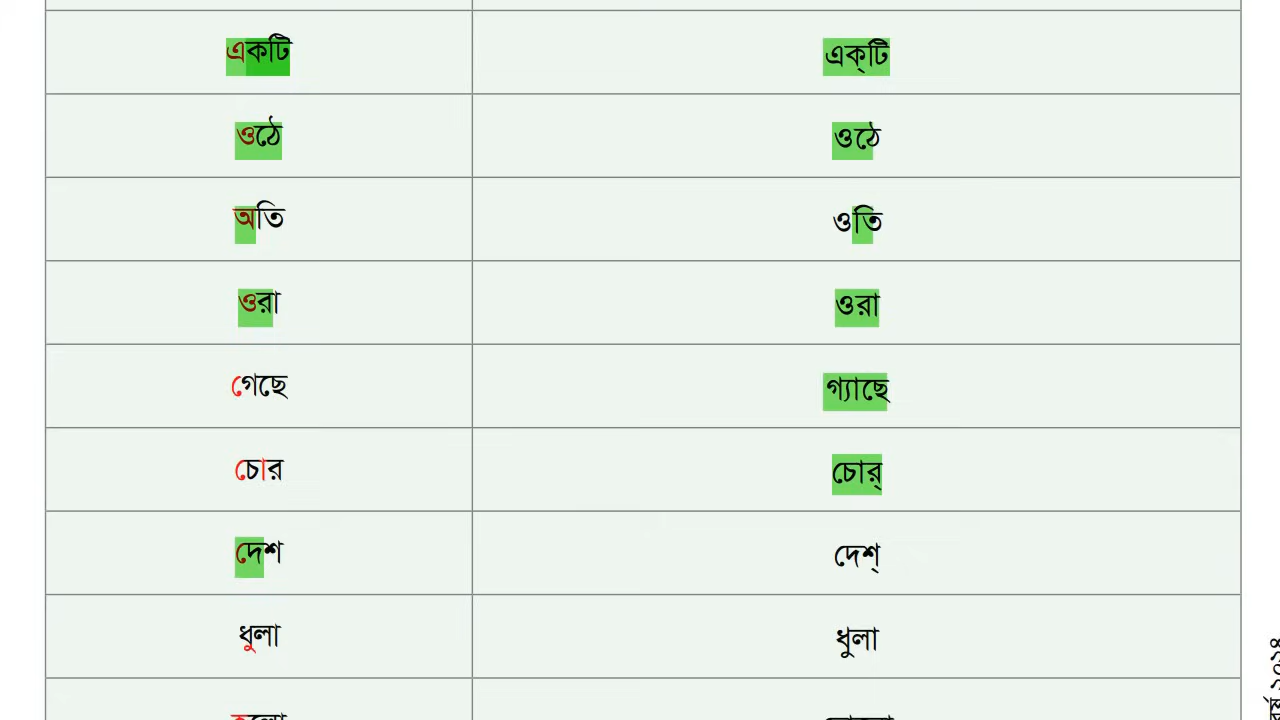 একটি একৃটি
ওঠে ওঠে
অতি ওতি
ওরা ওরা
গেছে গ্যাছে
চোর চোর্
দেশ দেশ্
ধুলা ধুলা